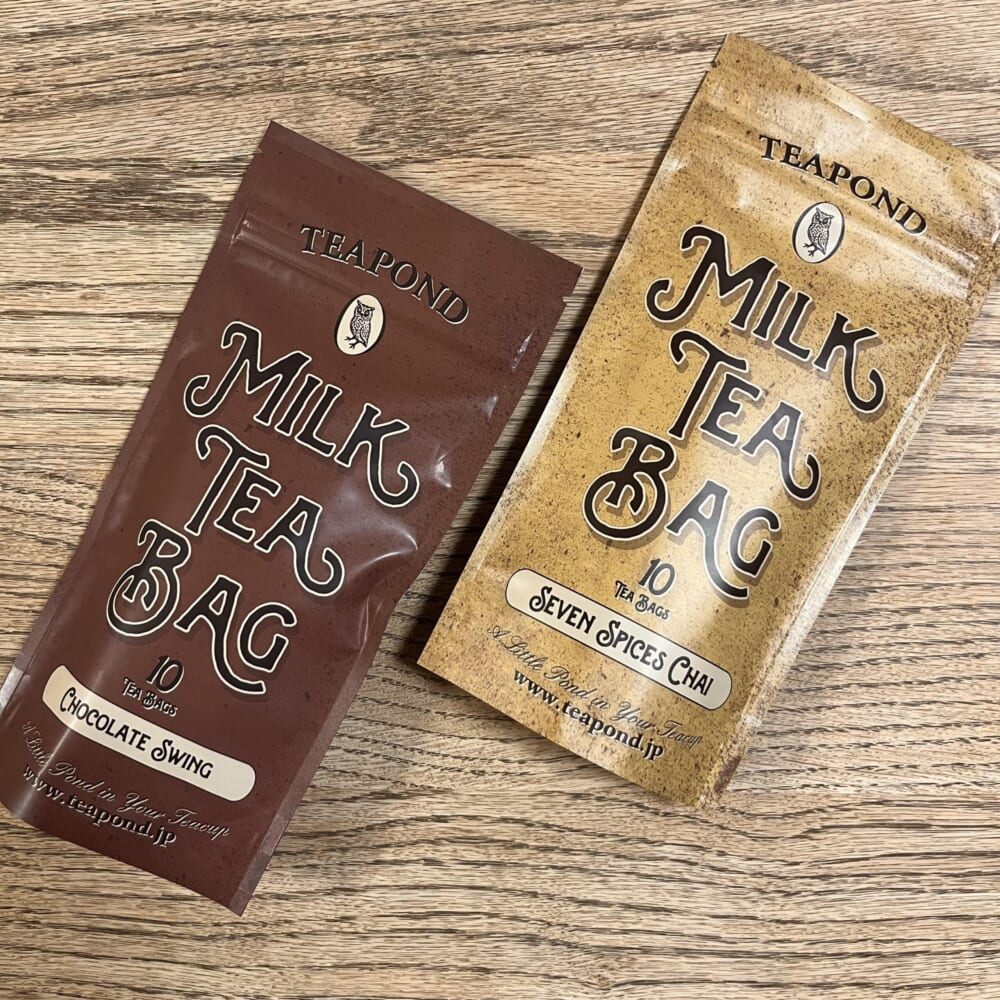 TEAPOND
MILK
TEA
BAG
10
TEA BAGS
CHOCOLATE SWING
A Little Pond in Your Teacup
www.teapond.jp
TEAPOND
MILK
TEA
BAG
10
TEA BAGS
SEVEN SPICES CHAI
A Little Pond in Your Teacup
www.teapond.jp